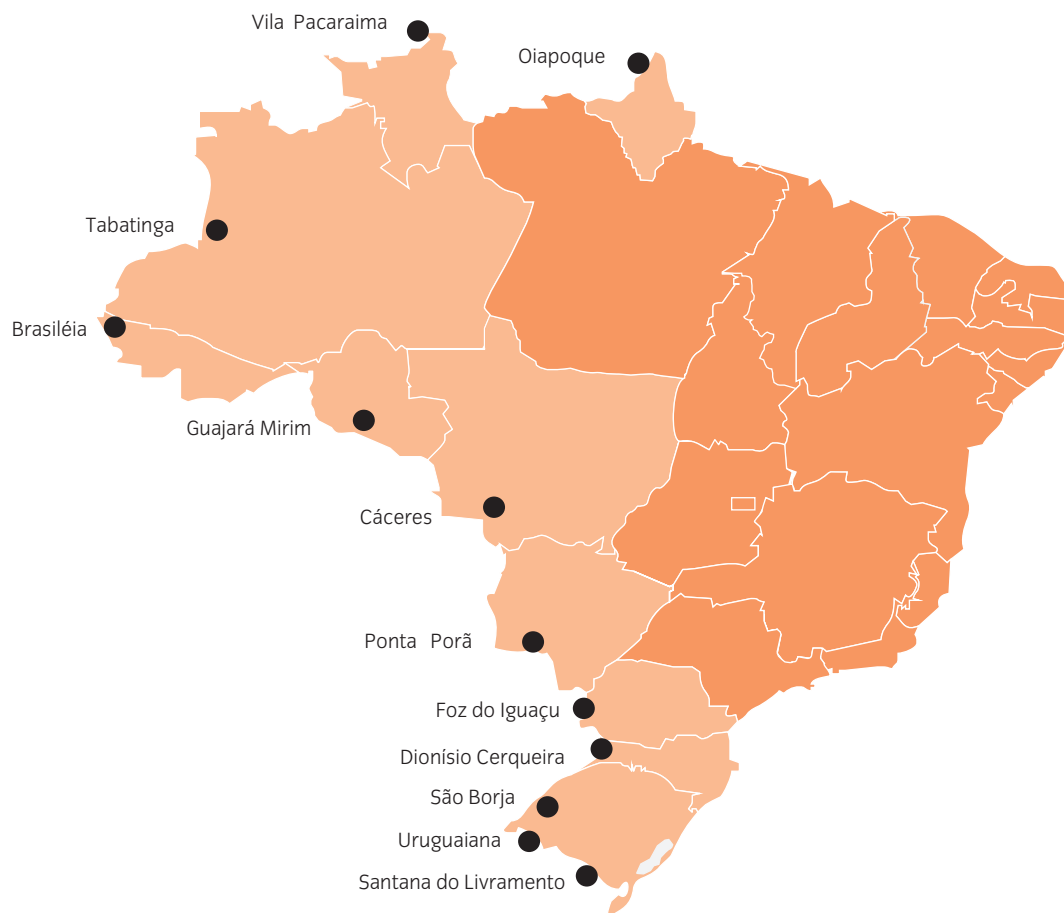 Vila Pacaraima
Oiapoque
Tabatinga
Brasiléia
Guajará Mirim
Cáceres
Ponta Porã
Foz do Iguaçu
Dionísio Cerqueira
São Borja
Uruguaiana
Santana do Livramento